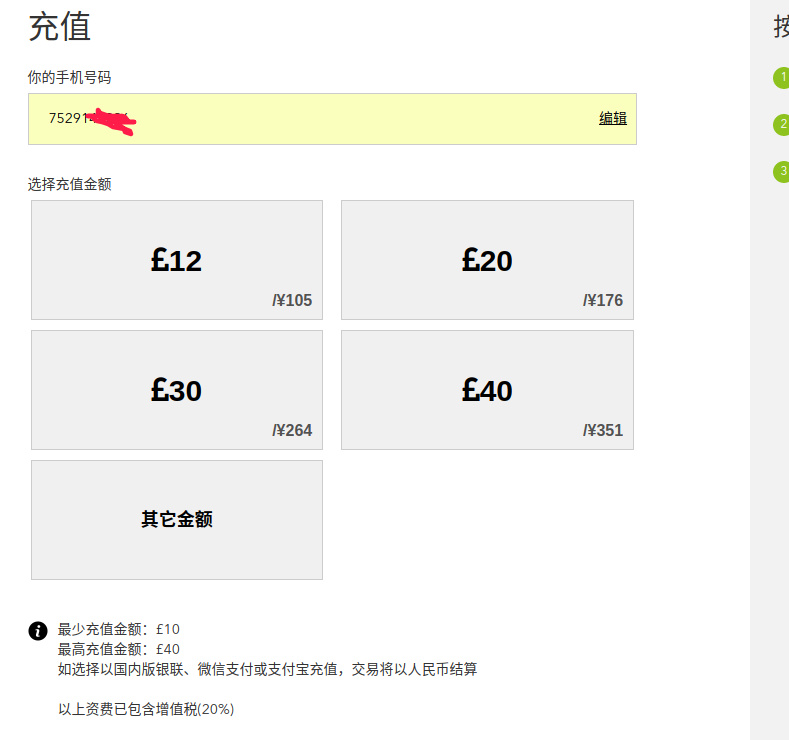 充值
你的手机号码
编辑
选择充值金额
£12
/¥105
£20
/¥176
£30
/¥264
£40
/¥351
其它金额
最少充值金额：£10
最高充值金额：£40
如选择以国内版银联、微信支付或支付宝充值，交易将以人民币结算
以上资费已包含增值税(20%)
按
1
2
3